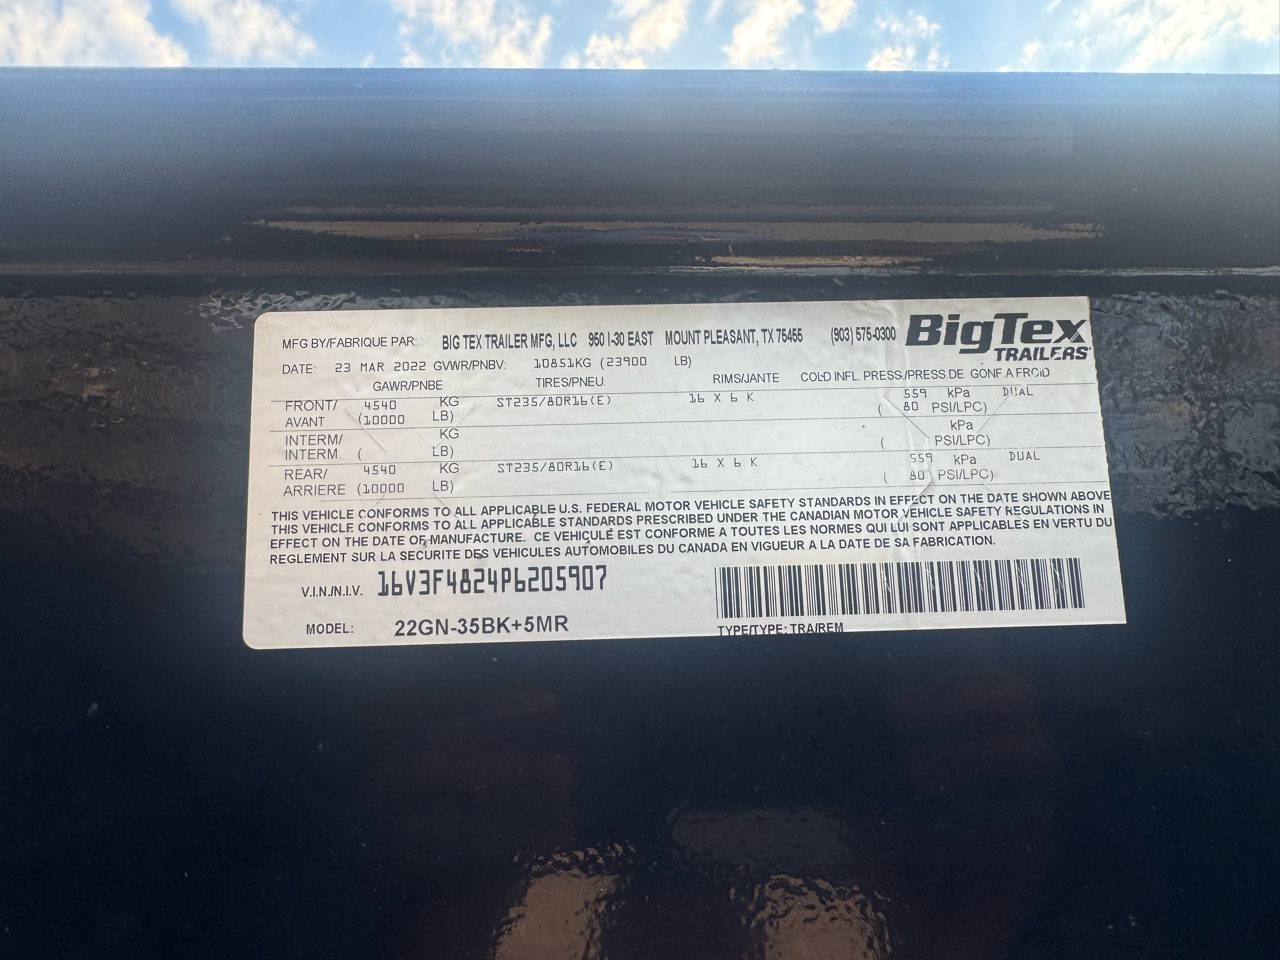 MFG BY/FABRIQUE PAR: BIG TEX TRAILER MFG, LLC 950 I-30 EAST MOUNT PLEASANT, TX 75455 (903) 575-0300 BigTex TRAILERS
DATE: 23 MAR 2022 GVWR/PNBV: 10851KG (23900 LB)
GAWR/PNBE TIRES/PNEU. RIMS/JANTE COLD INFL. PRESS/PRESS.DE GONF.A FROID
FRONT/ 4540 KG ST235/80R16(E) 16 X 6 K 559 kPa DUAL
AVANT (10000 LB) ( 80 PSI/LPC)
INTERM/ KG kPa
INTERM. ( LB) ( PSI/LPC)
REAR/ 4540 KG ST235/80R16(E) 16 X 6 K 559 kPa DUAL
ARRIERE (10000 LB) ( 80 PSI/LPC)
THIS VEHICLE CONFORMS TO ALL APPLICABLE U.S. FEDERAL MOTOR VEHICLE SAFETY STANDARDS IN EFFECT ON THE DATE SHOWN ABOVE
THIS VEHICLE CONFORMS TO ALL APPLICABLE STANDARDS PRESCRIBED UNDER THE CANADIAN MOTOR VEHICLE SAFETY REGULATIONS IN
EFFECT ON THE DATE OF MANUFACTURE. CE VEHICULE EST CONFORME A TOUTES LES NORMES QUI LUI SONT APPLICABLES EN VERTU DU
REGLEMENT SUR LA SECURITE DES VEHICULES AUTOMOBILES DU CANADA EN VIGUEUR A LA DATE DE SA FABRICATION.
V.I.N./N.I.V. 16V3F4824P6205907
MODEL: 22GN-35BK+5MR TYPE/TYPE: TRA/REM